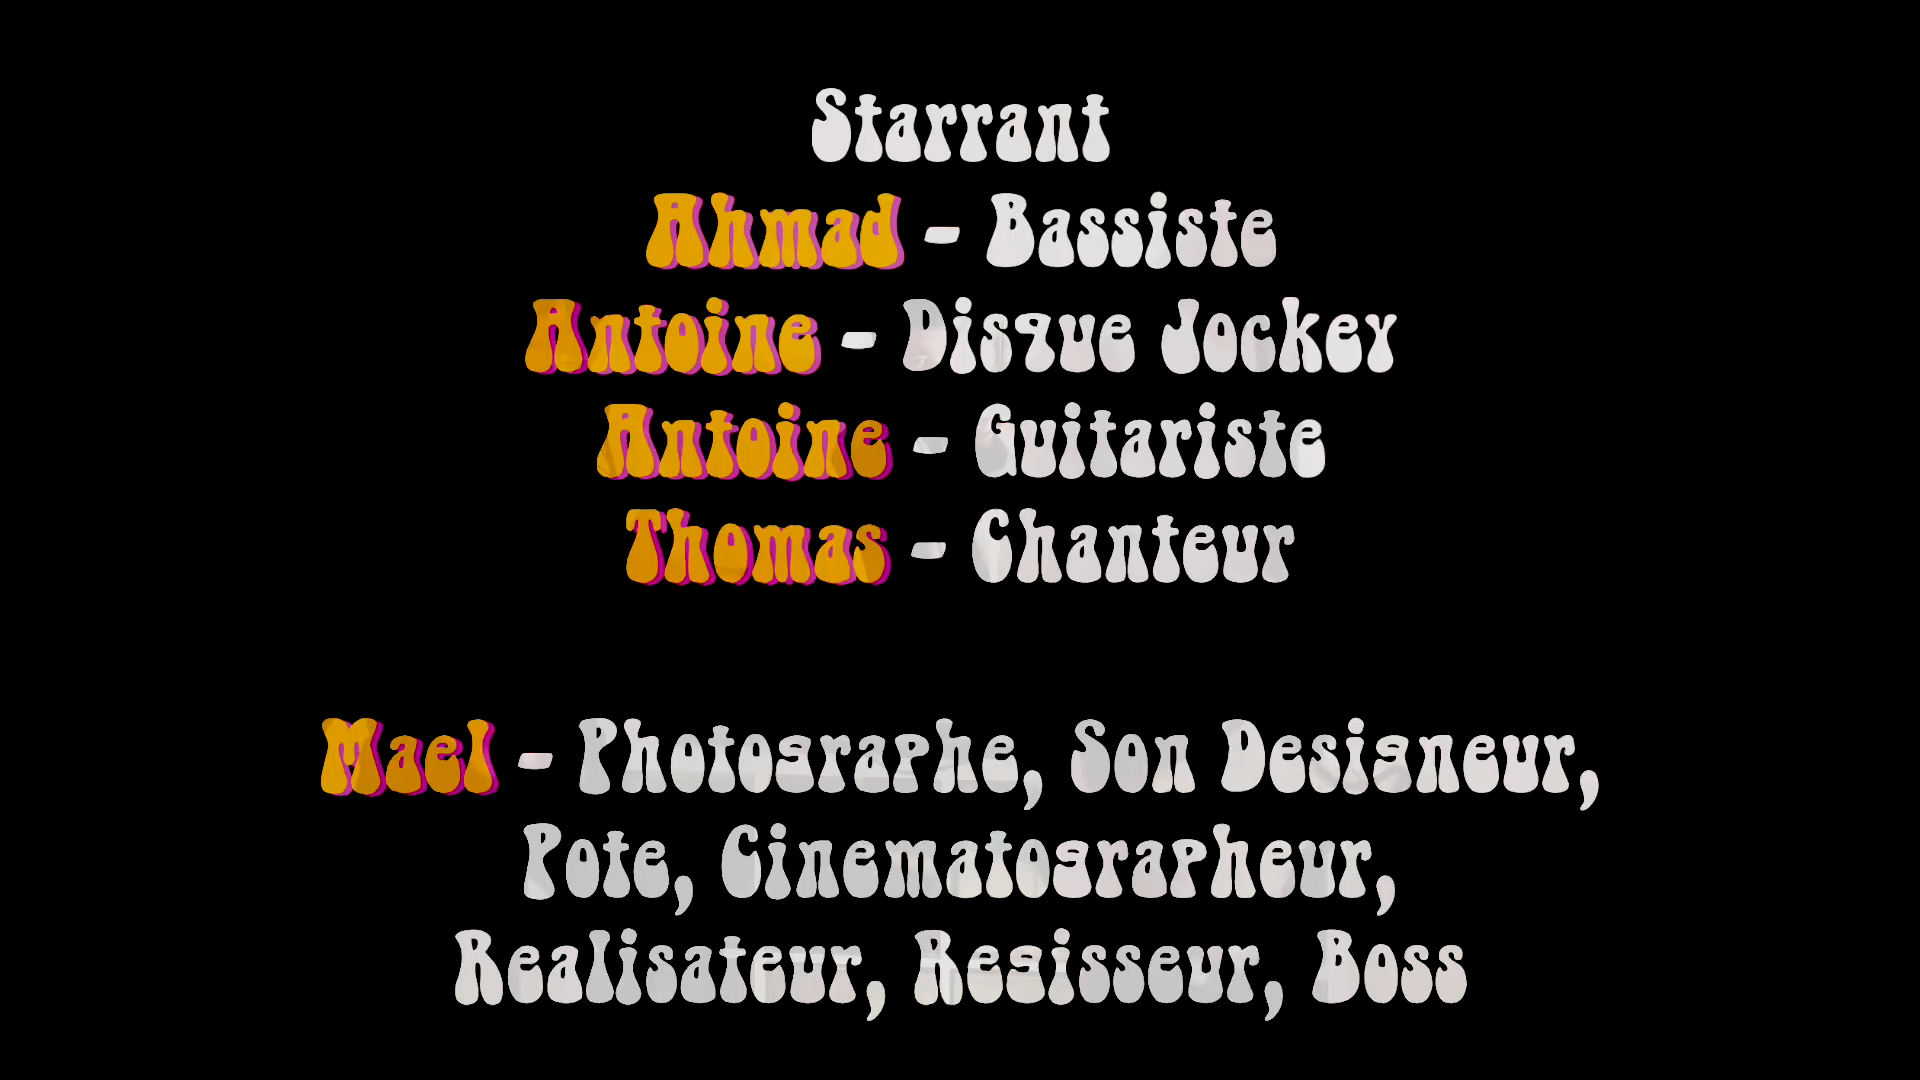 Starrant
Ahmad - Bassiste
Antoine - Disque Jockey
Antoine - Guitariste
Thomas - Chanteur
Mael - Photographe, Son Designeur,
Pote, Cinematographeur,
Realisateur, Regisseur, Boss